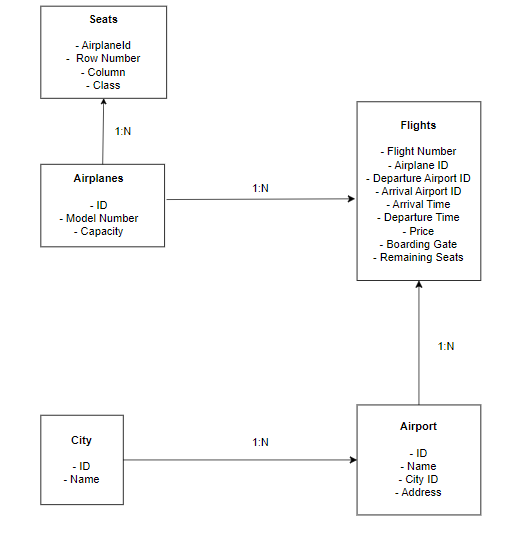 Seats
- AirplaneId
- Row Number
- Column
- Class
1:N
Airplanes
- ID
- Model Number
- Capacity
1:N
Flights
- Flight Number
- Airplane ID
- Departure Airport ID
- Arrival Airport ID
- Arrival Time
- Departure Time
- Price
- Boarding Gate
- Remaining Seats
1:N
City
- ID
- Name
1:N
Airport
- ID
- Name
- City ID
- Address